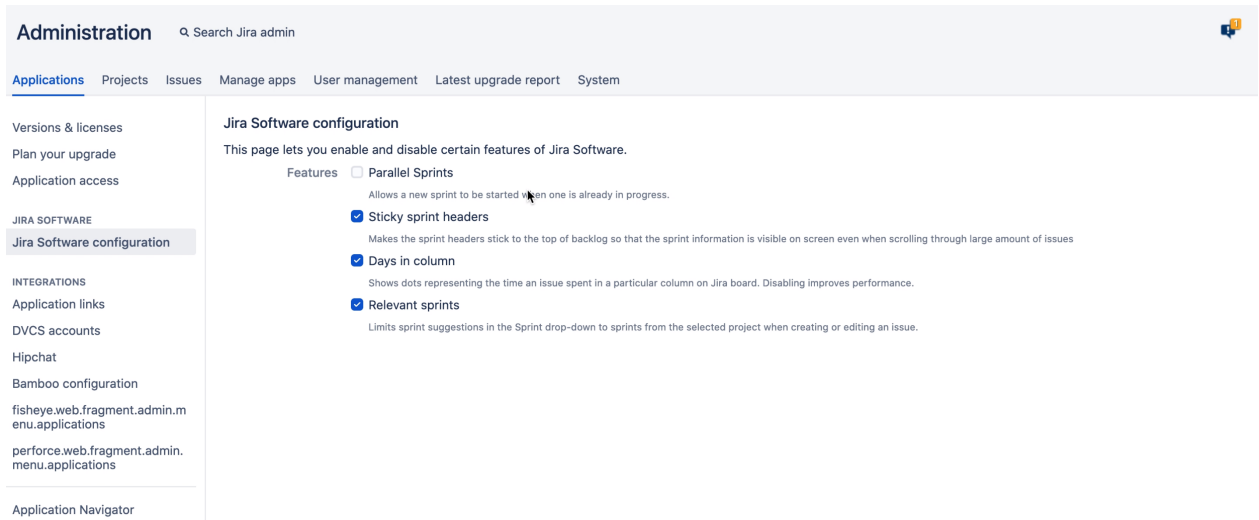 Administration
Search Jira admin
1
Applications Projects Issues Manage apps User management Latest upgrade report System
Versions & licenses
Plan your upgrade
Application access
JIRA SOFTWARE
Jira Software configuration
INTEGRATIONS
Application links
DVCS accounts
Hipchat
Bamboo configuration
fisheye.web.fragment.admin.m
enu.applications
perforce.web.fragment.admin.
menu.applications
Application Navigator
Jira Software configuration
This page lets you enable and disable certain features of Jira Software.
Features
Parallel Sprints
Allows a new sprint to be started when one is already in progress.
Sticky sprint headers
Makes the sprint headers stick to the top of backlog so that the sprint information is visible on screen even when scrolling through large amount of issues
Days in column
Shows dots representing the time an issue spent in a particular column on Jira board. Disabling improves performance.
Relevant sprints
Limits sprint suggestions in the Sprint drop-down to sprints from the selected project when creating or editing an issue.